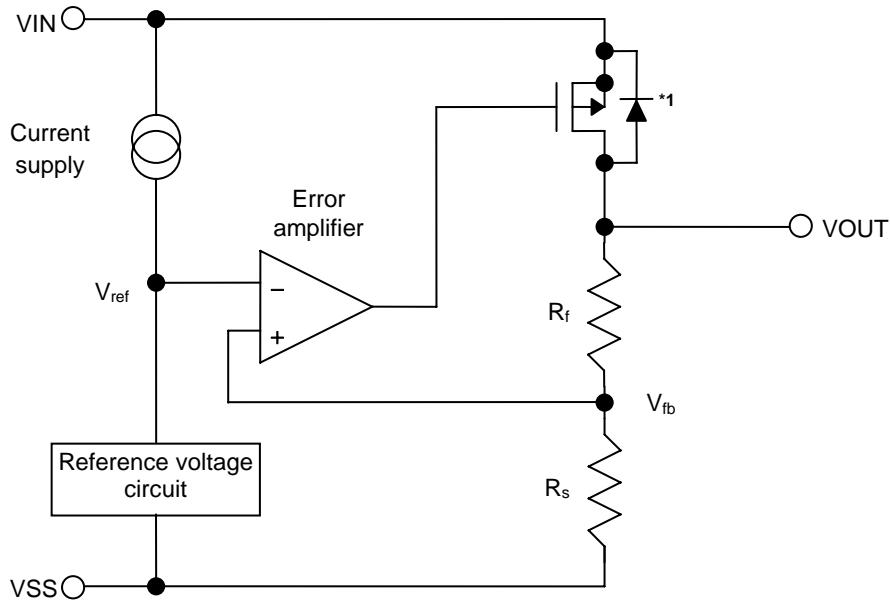 VIN
*1
Current
supply
Error
amplifier
VOUT
Vref
−
+
Rf
Vfb
Reference voltage
circuit
Rs
VSS